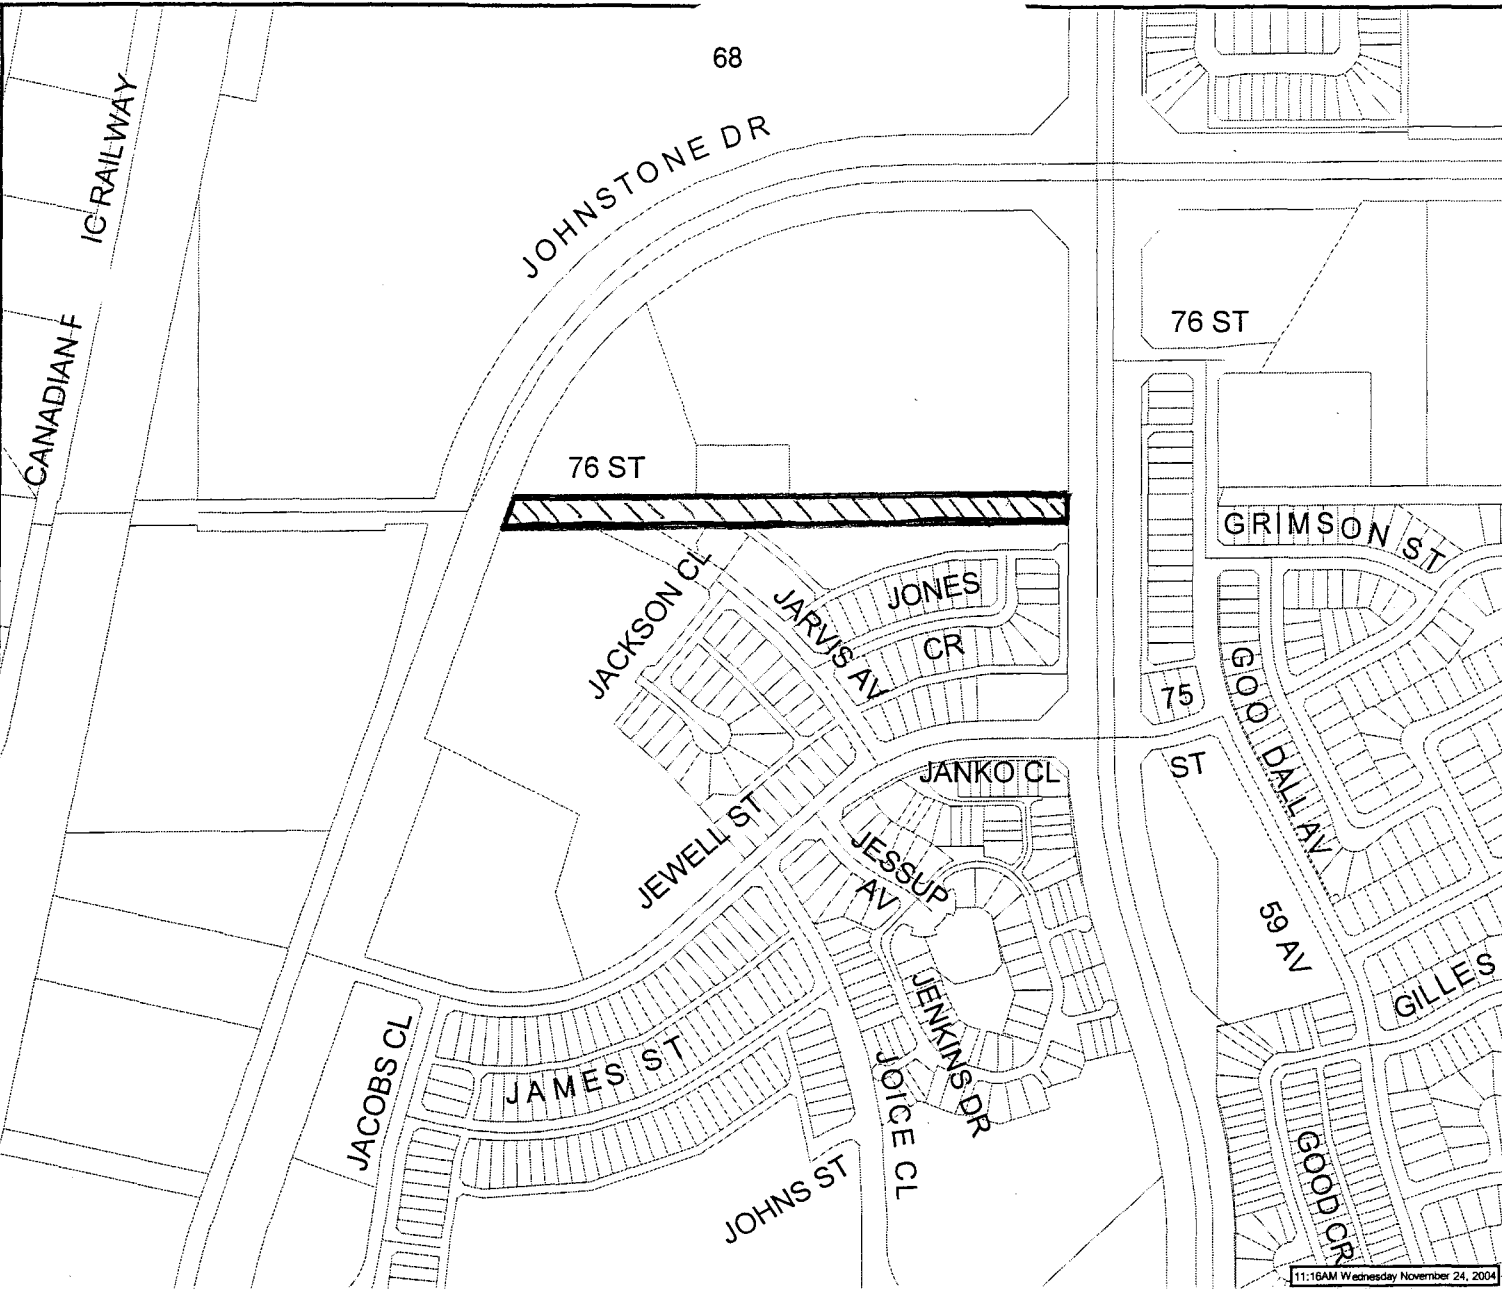 68
IC RAILWAY
JOHNSTONE DR
76 ST
CANADIAN F
76 ST
GRIMSON ST
JACKSON CL
JONES
JARVIS AV
CR
GOO DALL AV
75
ST
JANKO CL
JEWELL ST
JESSUP
AV
59 AV
GILLES
JENKINS DR
JACOBS CL
JAMES ST
JOICE CL
JOHNS ST
GOOD CR
11:16AM Wednesday November 24, 2004